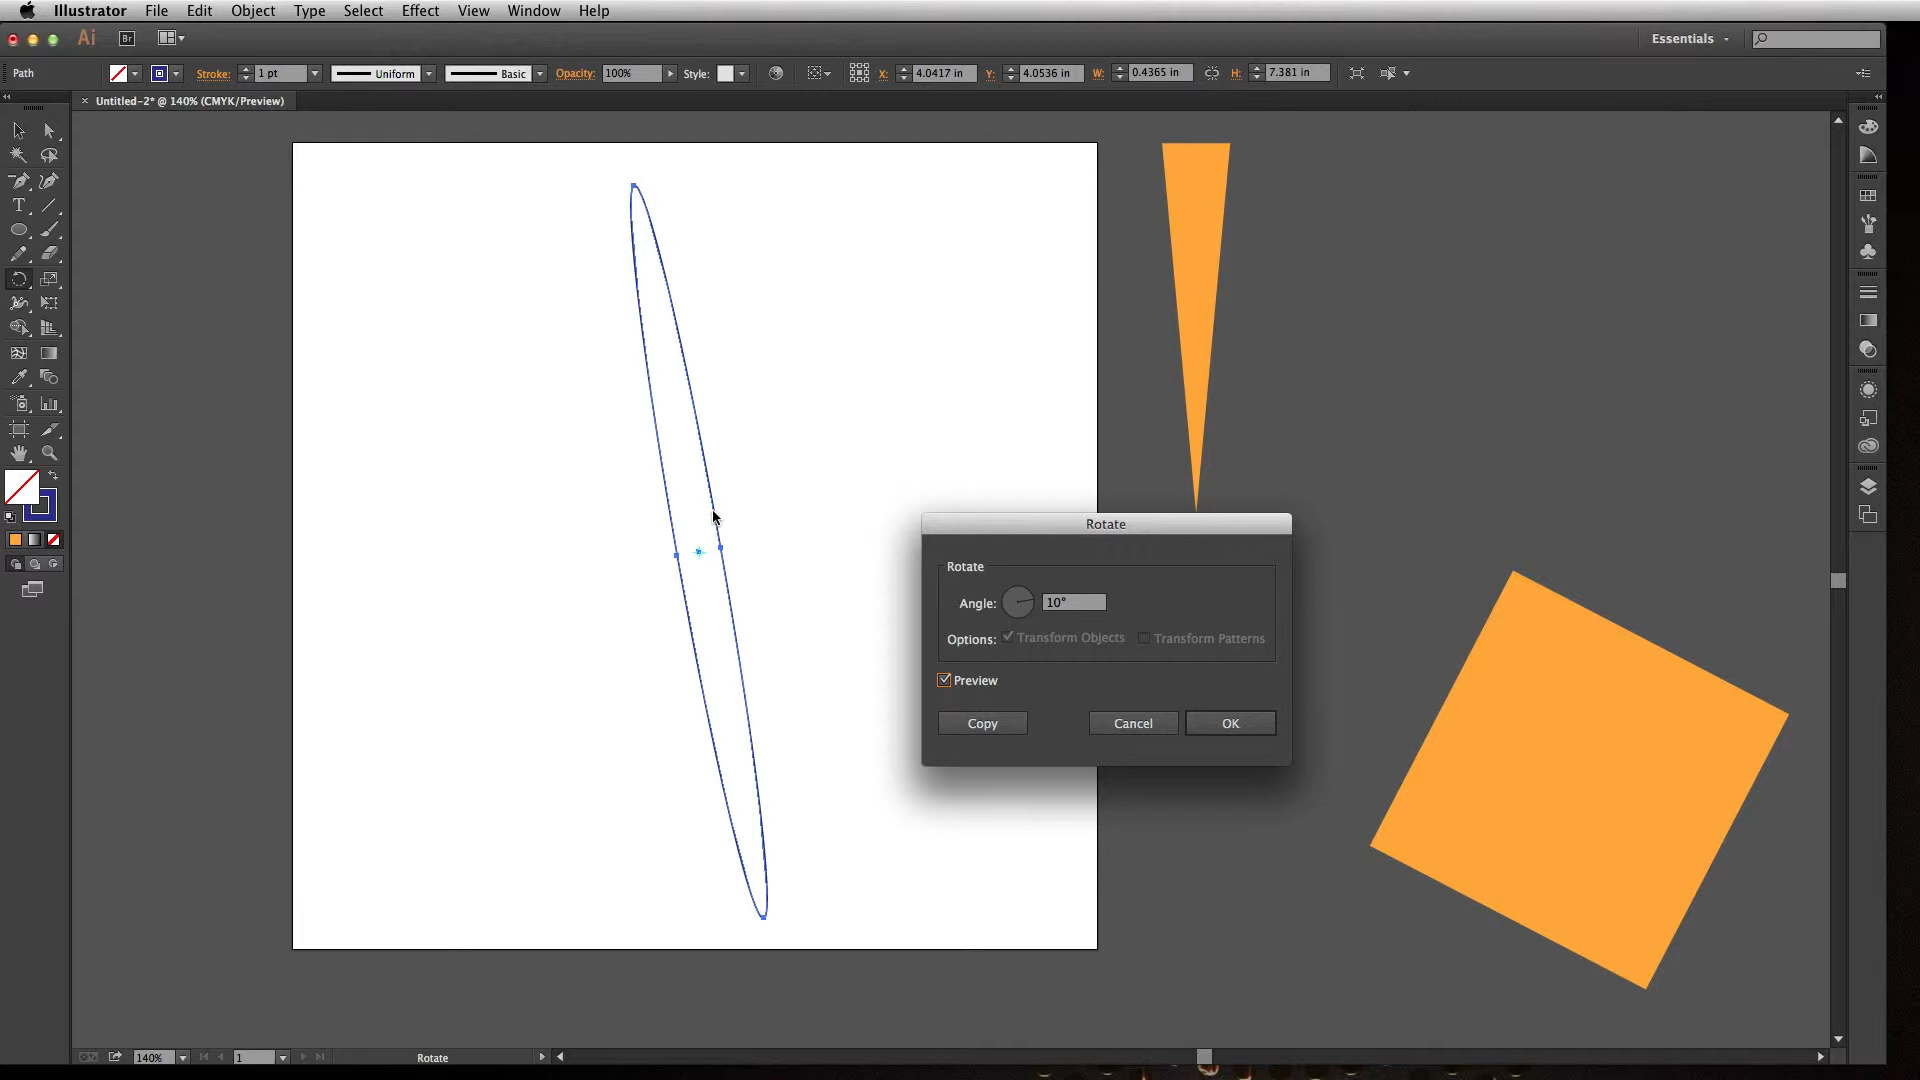 Illustrator File Edit Object Type Select Effect View Window Help
Ai Br Essentials
Path Stroke: 1 pt Uniform Basic Opacity: 100% Style: X: 4.0417 in Y: 4.0536 in W: 0.4365 in H: 7.381 in
× Untitled-2* @ 140% (CMYK/Preview)
T
Rotate
Rotate
Angle: 10°
Options: Transform Objects Transform Patterns
Preview
Copy Cancel OK
140% 1 Rotate